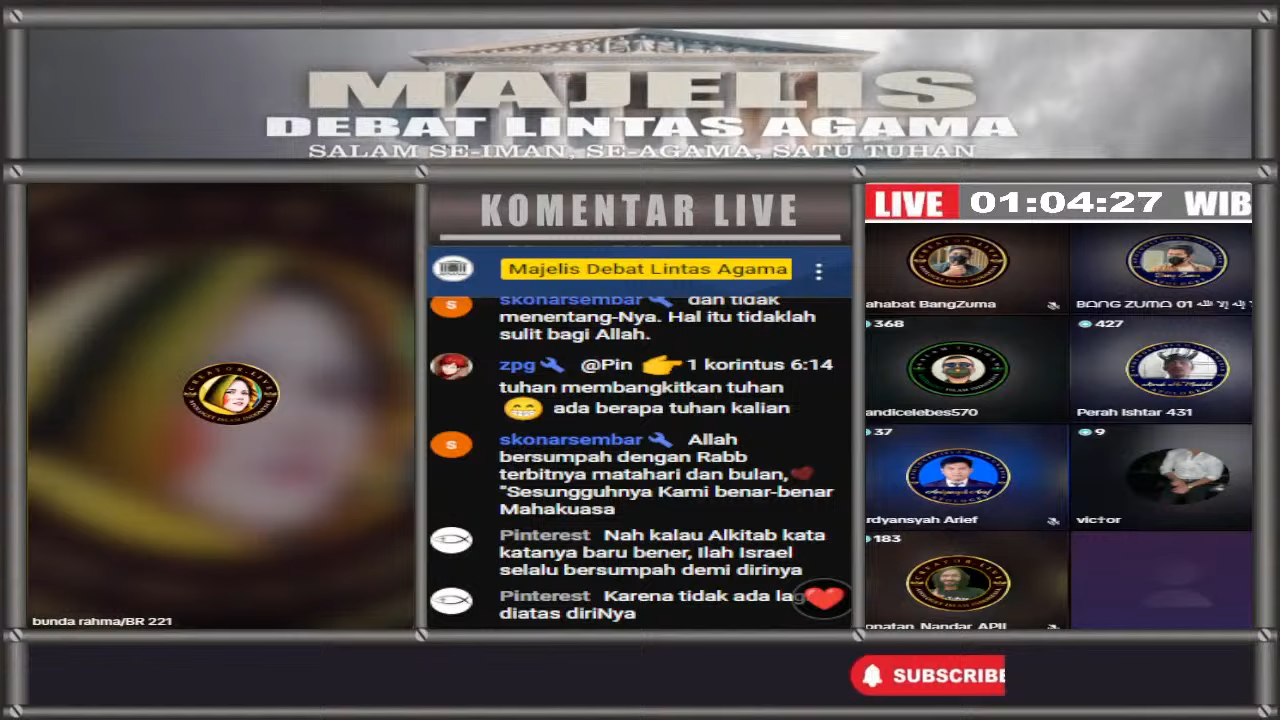 MAJELIS
DEBAT LINTAS AGAMA
SALAM SE-IMAN, SE-AGAMA, SATU TUHAN
bunda rahma/BR 221
KOMENTAR LIVE
Majelis Debat Lintas Agama
skonarsembar dan tidak
menentang-Nya. Hal itu tidaklah
sulit bagi Allah.
zpg @Pin 👉 1 korintus 6:14
tuhan membangkitkan tuhan
😁 ada berapa tuhan kalian
s
skonarsembar Allah
bersumpah dengan Rabb
terbitnya matahari dan bulan,
"Sesungguhnya Kami benar-benar
Mahakuasa
Pinterest Nah kalau Alkitab kata
katanya baru bener, Ilah Israel
selalu bersumpah demi dirinya
Pinterest Karena tidak ada lag
diatas diriNya
LIVE 01:04:27 WIB
ahabat BangZuma
BANG ZUMA 01
368
427
andicelebes570
Perah Ishtar 431
37
9
rdyansyah Arief
vic†or
183
onatan Nandar APII
SUBSCRIBE